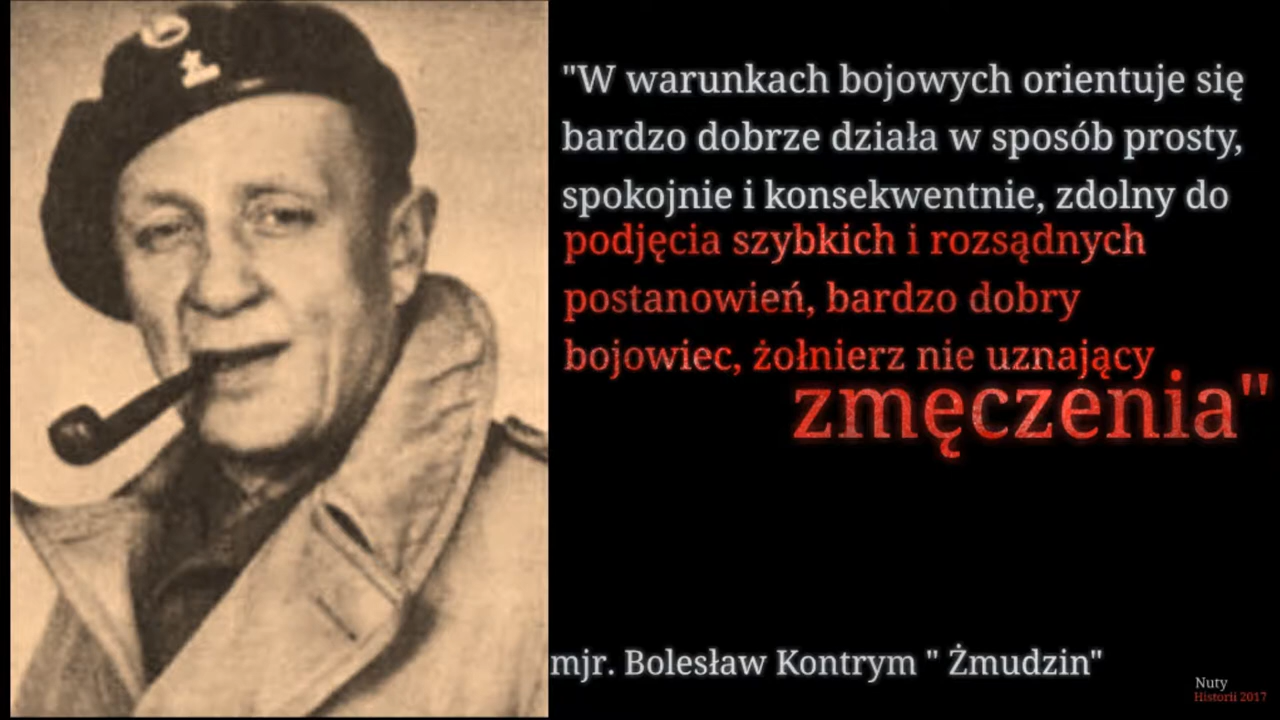 "W warunkach bojowych orientuje się
bardzo dobrze działa w sposób prosty,
spokojnie i konsekwentnie, zdolny do
podjęcia szybkich i rozsądnych
postanowień, bardzo dobry
bojowiec, żołnierz nie uznający
zmęczenia"
mjr. Bolesław Kontrym " Żmudzin"
Nuty
Historii 2017